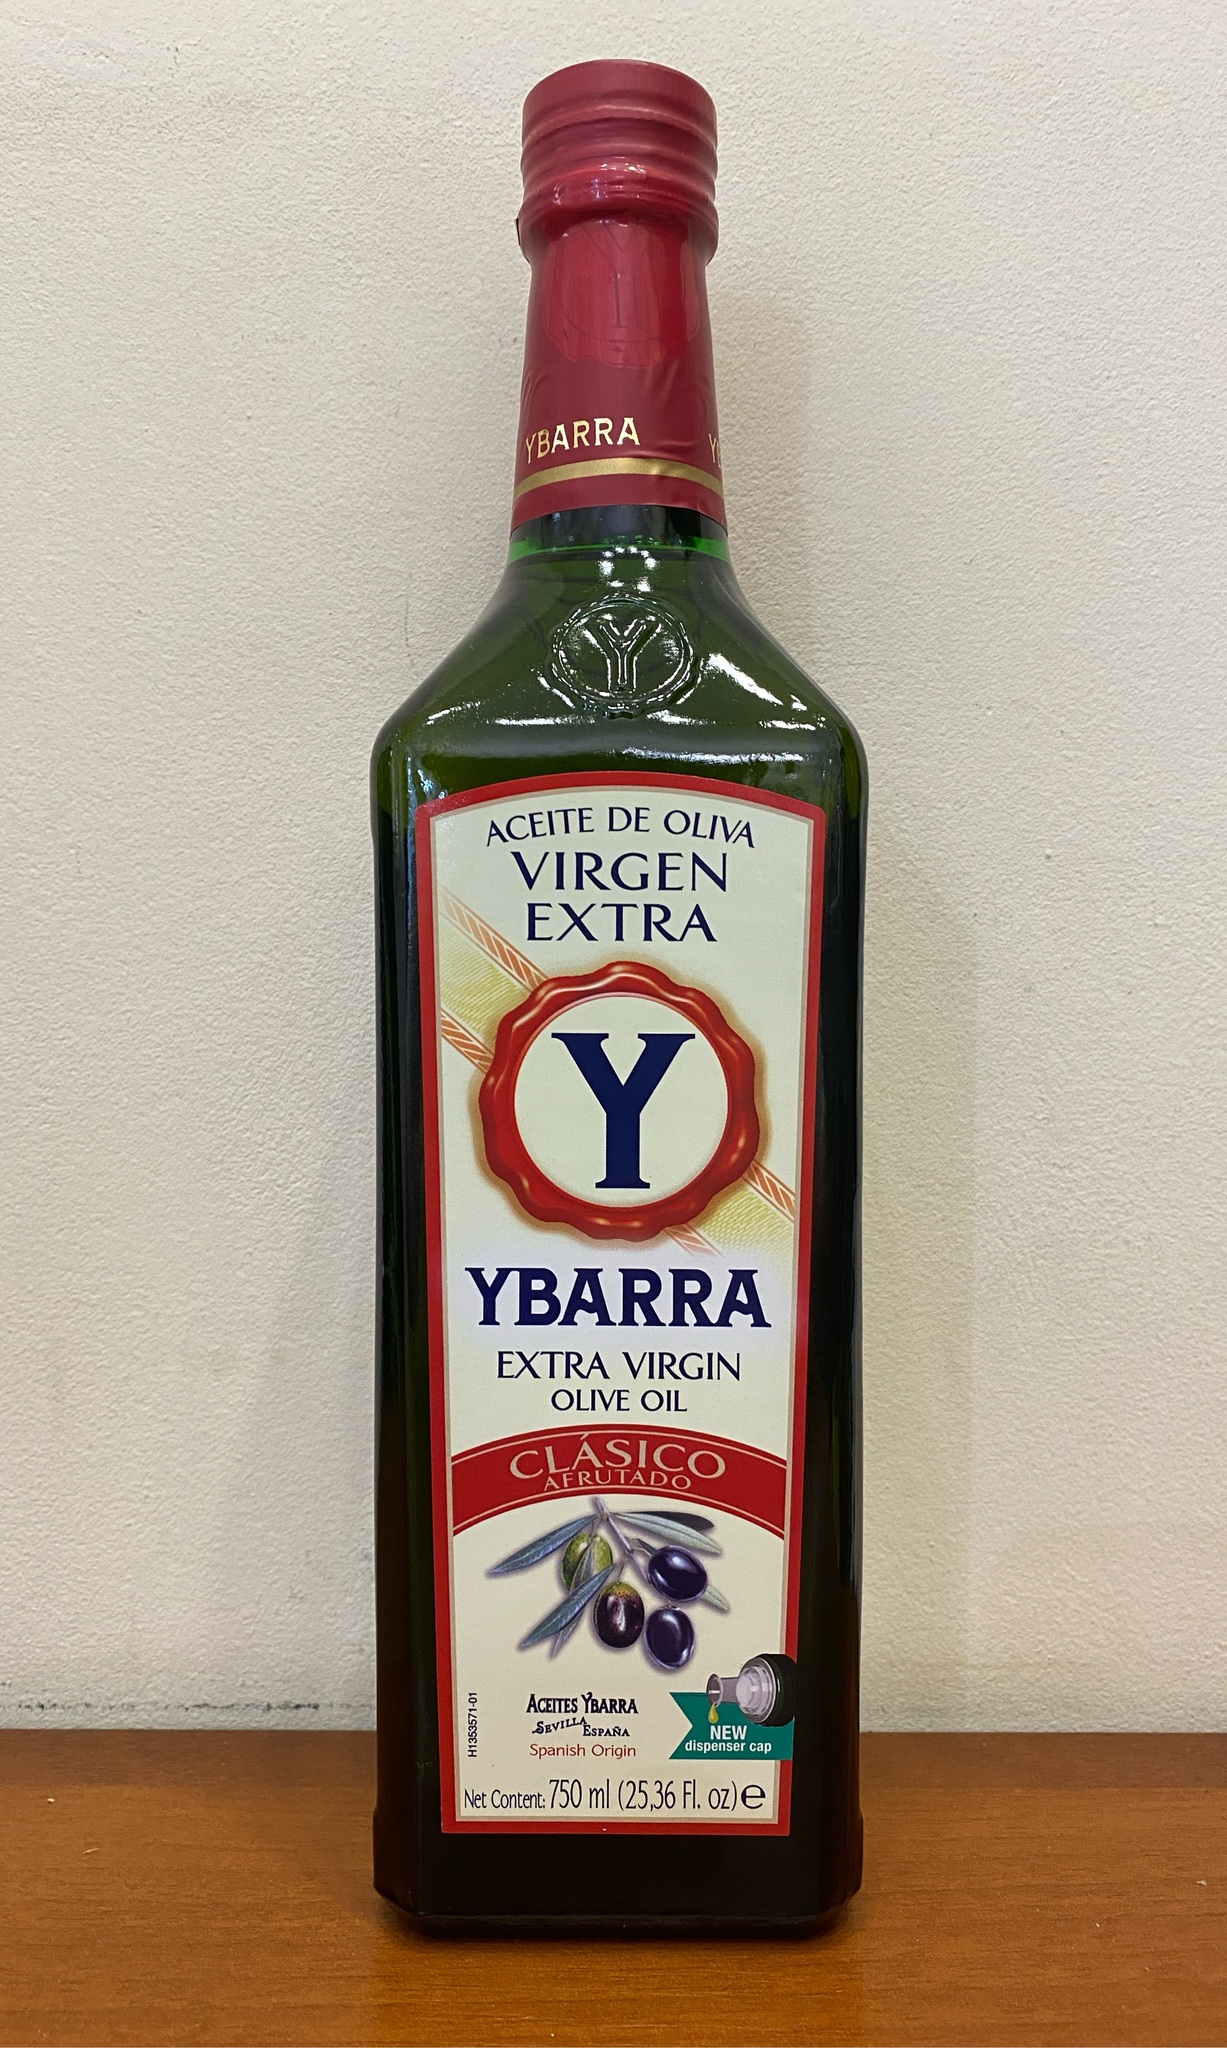 YBARRA
Y
ACEITE DE OLIVA
VIRGEN
EXTRA
Y
YBARRA
EXTRA VIRGIN
OLIVE OIL
CLÁSICO
AFRUTADO
ACEITES YBARRA
SEVILLA ESPAÑA
Spanish Origin
H1353571-01
NEW
dispenser cap
Net Content: 750 ml (25,36 Fl. oz) e